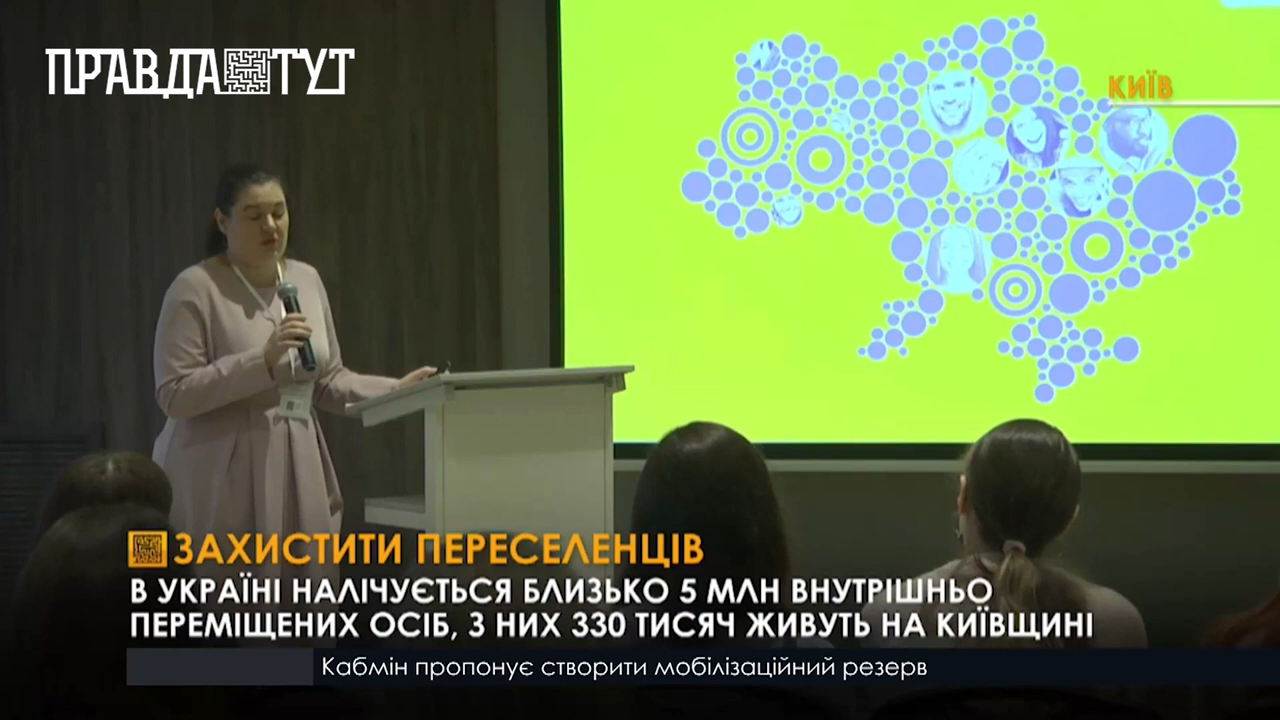 ПРАВДА ТУТ
КИЇВ
ЗАХИСТИТИ ПЕРЕСЕЛЕНЦІВ
В УКРАЇНІ НАЛІЧУЄТЬСЯ БЛИЗЬКО 5 МЛН ВНУТРІШНЬО
ПЕРЕМІЩЕНИХ ОСІБ, З НИХ 330 ТИСЯЧ ЖИВУТЬ НА КИЇВЩИНІ
Кабмін пропонує створити мобілізаційний резерв